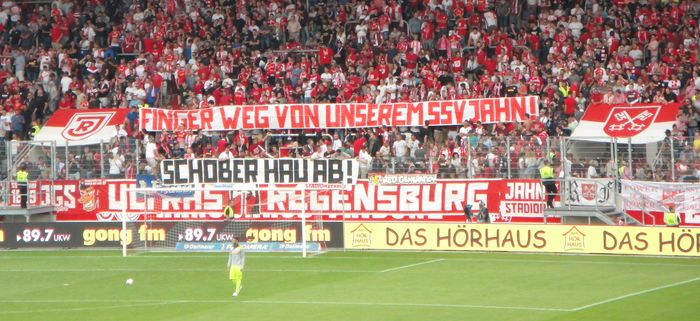 FINGER WEG VON UNSEREM SSV JAHN!
SCHOBER HAU AB!
ULTRAS REGENSBURG
JAHN
STADION
89.7 UKW gong fm
89.7 UKW gong fm
DAS HÖRHAUS
DAS HÖ